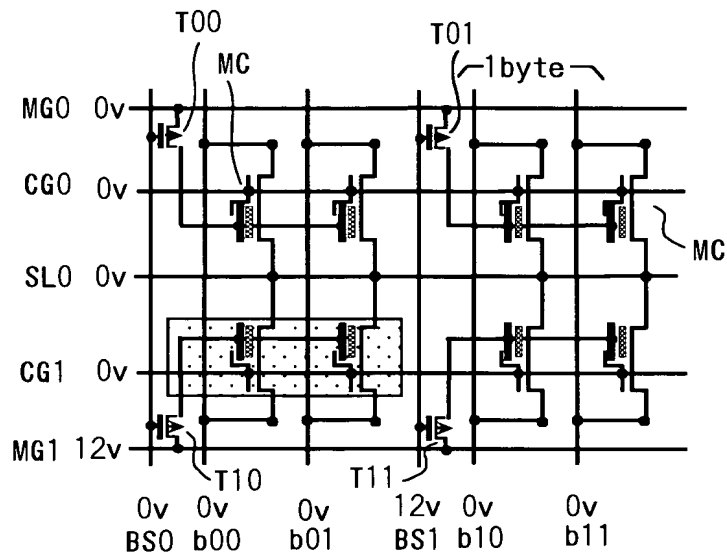 T00
T01
MC
1byte
MG0 0v
CG0 0v
MC
SL0 0v
CG1 0v
MG1 12v
T10
T11
0v 0v 0v 12v 0v 0v
BS0 b00 b01 BS1 b10 b11